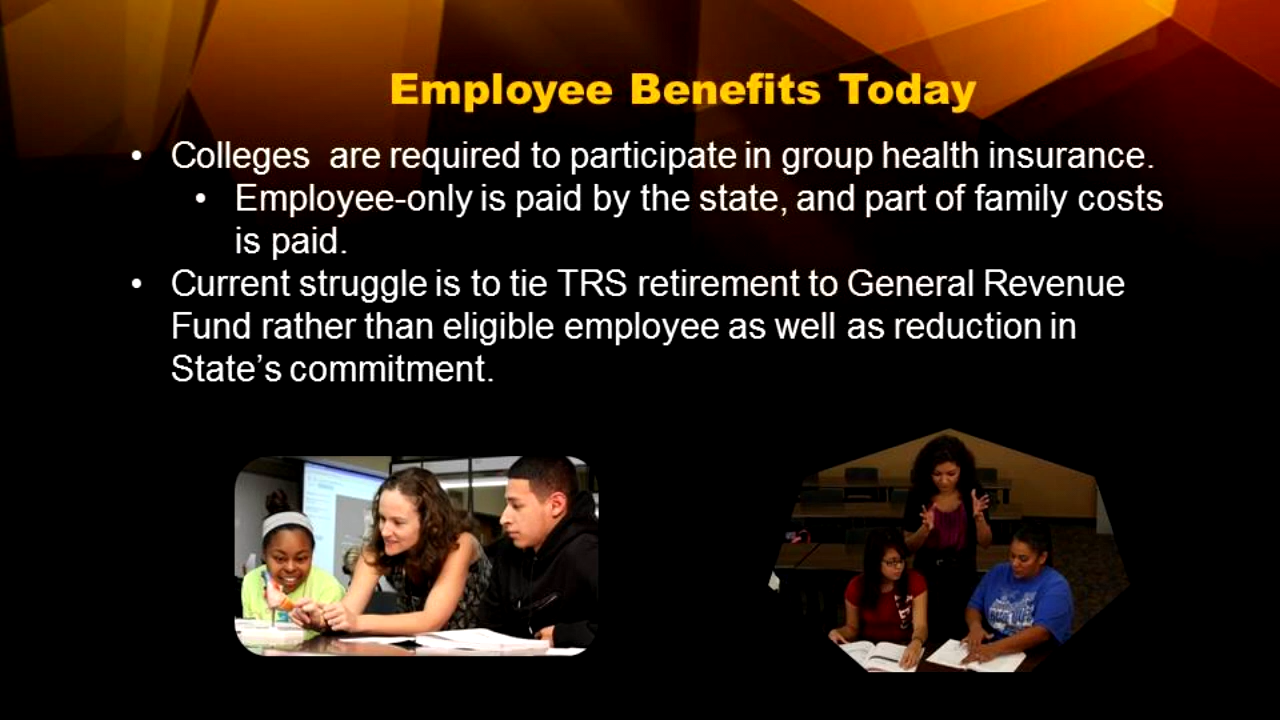 Employee Benefits Today
• Colleges  are required to participate in group health insurance.
• Employee-only is paid by the state, and part of family costs
is paid.
• Current struggle is to tie TRS retirement to General Revenue
Fund rather than eligible employee as well as reduction in
State’s commitment.